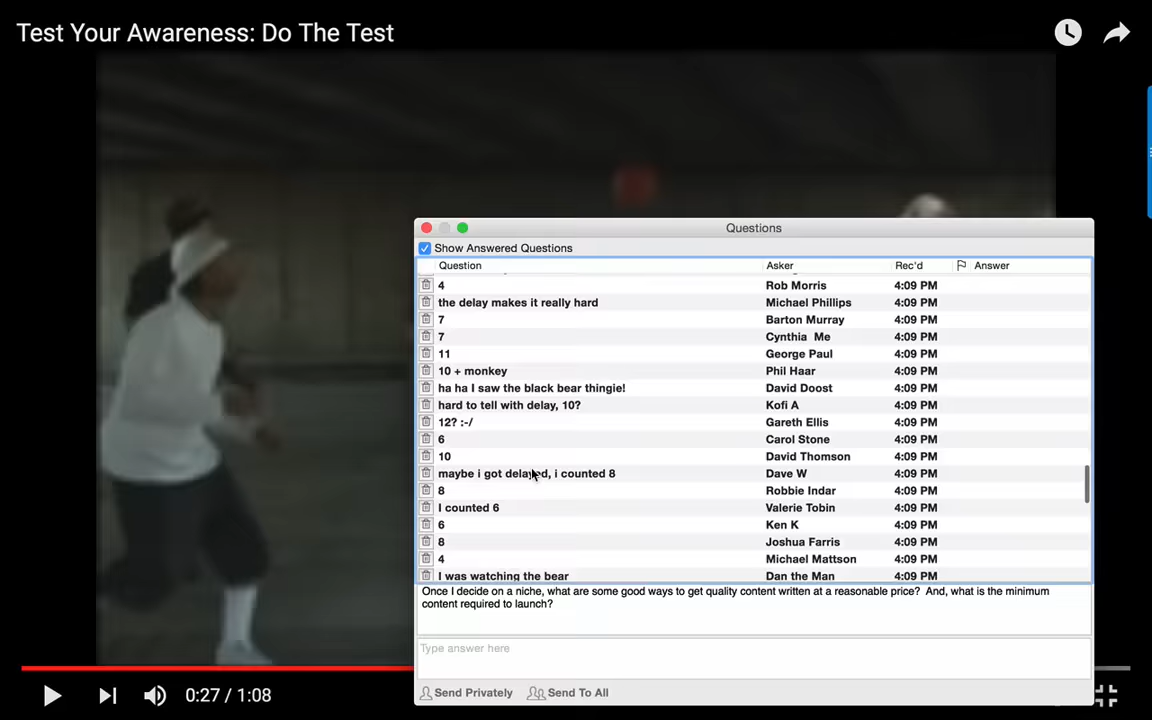 Test Your Awareness: Do The Test
Questions
Show Answered Questions
Question Asker Rec'd Answer
4 Rob Morris 4:09 PM
the delay makes it really hard Michael Phillips 4:09 PM
7 Barton Murray 4:09 PM
7 Cynthia Me 4:09 PM
11 George Paul 4:09 PM
10 + monkey Phil Haar 4:09 PM
ha ha I saw the black bear thingie! David Doost 4:09 PM
hard to tell with delay, 10? Kofi A 4:09 PM
12? :-/ Gareth Ellis 4:09 PM
6 Carol Stone 4:09 PM
10 David Thomson 4:09 PM
maybe i got delayed, i counted 8 Dave W 4:09 PM
8 Robbie Indar 4:09 PM
I counted 6 Valerie Tobin 4:09 PM
6 Ken K 4:09 PM
8 Joshua Farris 4:09 PM
4 Michael Mattson 4:09 PM
I was watching the bear Dan the Man 4:09 PM
Once I decide on a niche, what are some good ways to get quality content written at a reasonable price? And, what is the minimum
content required to launch?
Type answer here
Send Privately Send To All
0:27 / 1:08